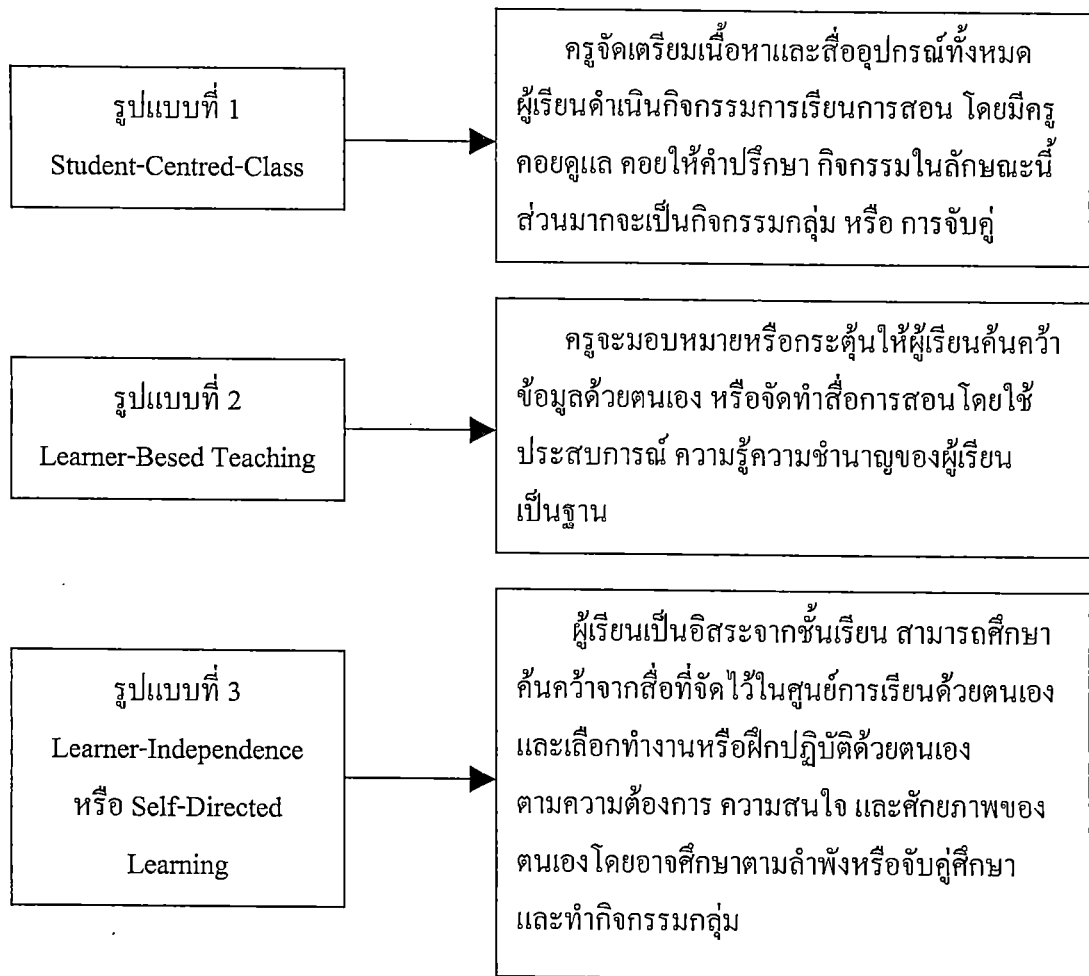 รูปแบบที่ 1
Student-Centred-Class
ครูจัดเตรียมเนื้อหาและสื่ออุปกรณ์ทั้งหมด
ผู้เรียนดำเนินกิจกรรมการเรียนการสอน โดยมีครู
คอยดูแล คอยให้คำปรึกษา กิจกรรมในลักษณะนี้
ส่วนมากจะเป็นกิจกรรมกลุ่ม หรือ การจับคู่
รูปแบบที่ 2
Learner-Besed Teaching
ครูจะมอบหมายหรือกระตุ้นให้ผู้เรียนค้นคว้า
ข้อมูลด้วยตนเอง หรือจัดทำสื่อการสอนโดยใช้
ประสบการณ์ ความรู้ความชำนาญของผู้เรียน
เป็นฐาน
รูปแบบที่ 3
Learner-Independence
หรือ Self-Directed
Learning
ผู้เรียนเป็นอิสระจากชั้นเรียน สามารถศึกษา
ค้นคว้าจากสื่อที่จัดไว้ในศูนย์การเรียนด้วยตนเอง
และเลือกทำงานหรือฝึกปฏิบัติด้วยตนเอง
ตามความต้องการ ความสนใจ และศักยภาพของ
ตนเองโดยอาจศึกษาตามลำพังหรือจับคู่ศึกษา
และทำกิจกรรมกลุ่ม